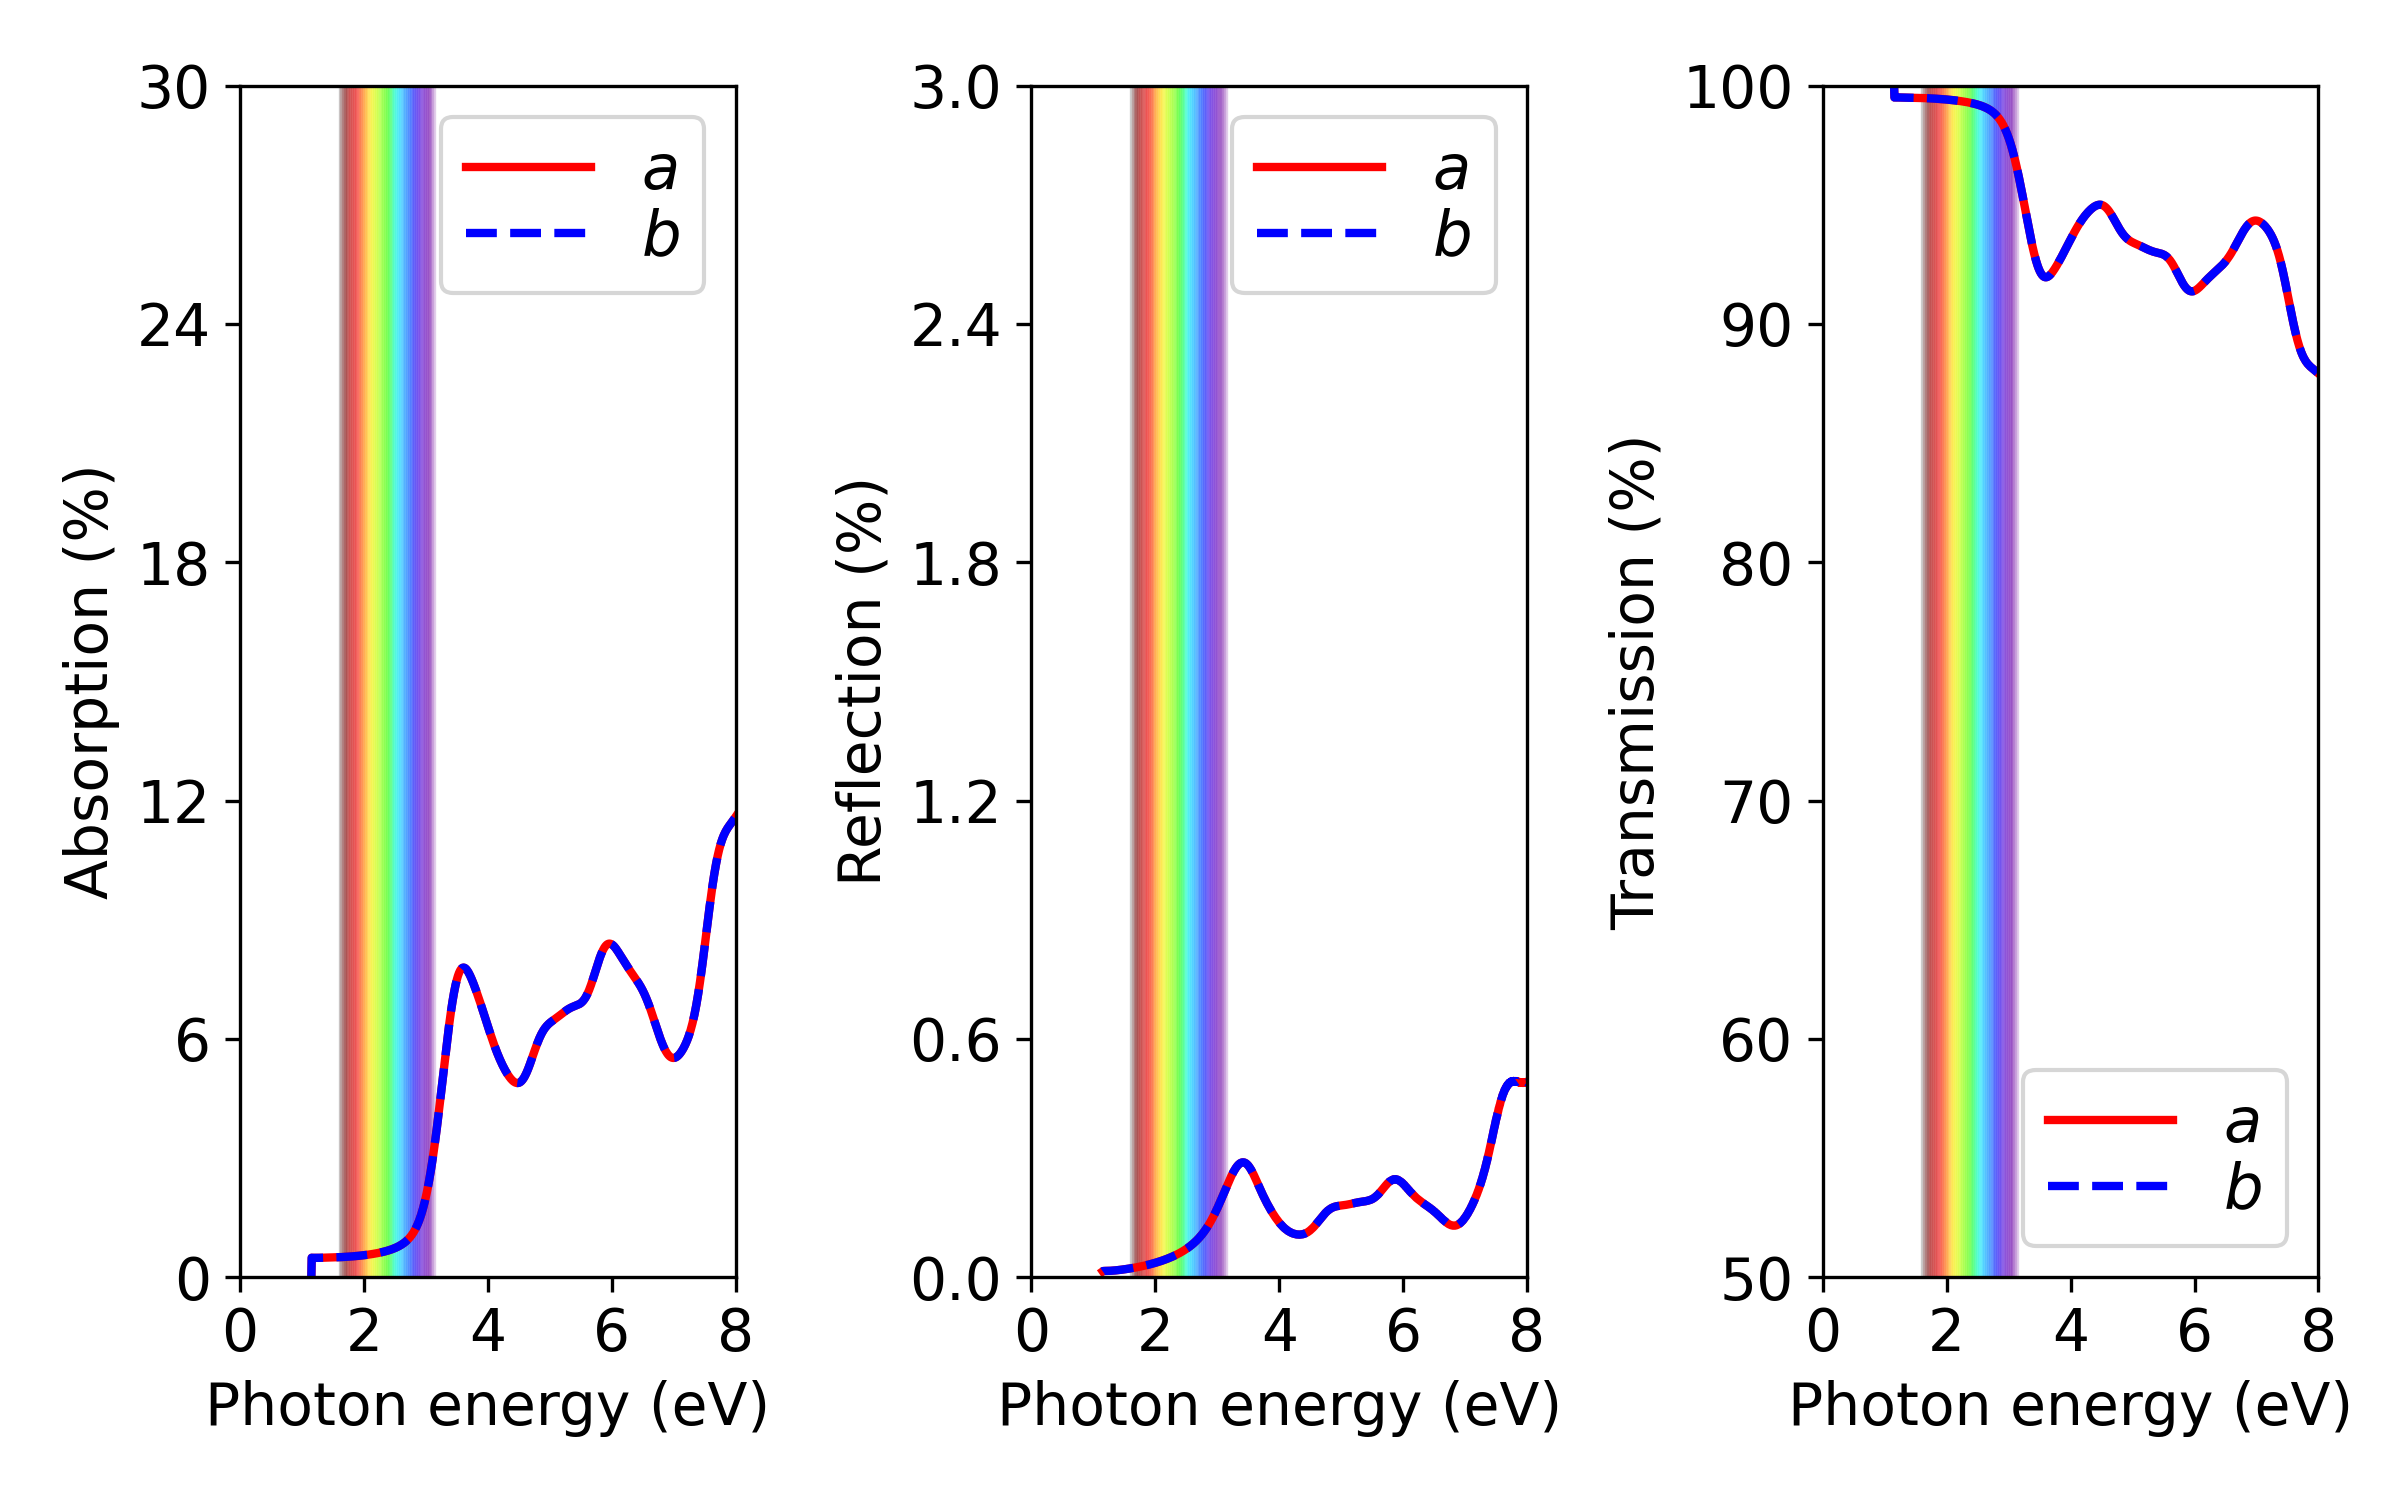 30
24
18
12
6
0
Absorption (%)
a
b
0 2 4 6 8
Photon energy (eV)
3.0
2.4
1.8
1.2
0.6
0.0
Reflection (%)
a
b
0 2 4 6 8
Photon energy (eV)
100
90
80
70
60
50
Transmission (%)
a
b
0 2 4 6 8
Photon energy (eV)